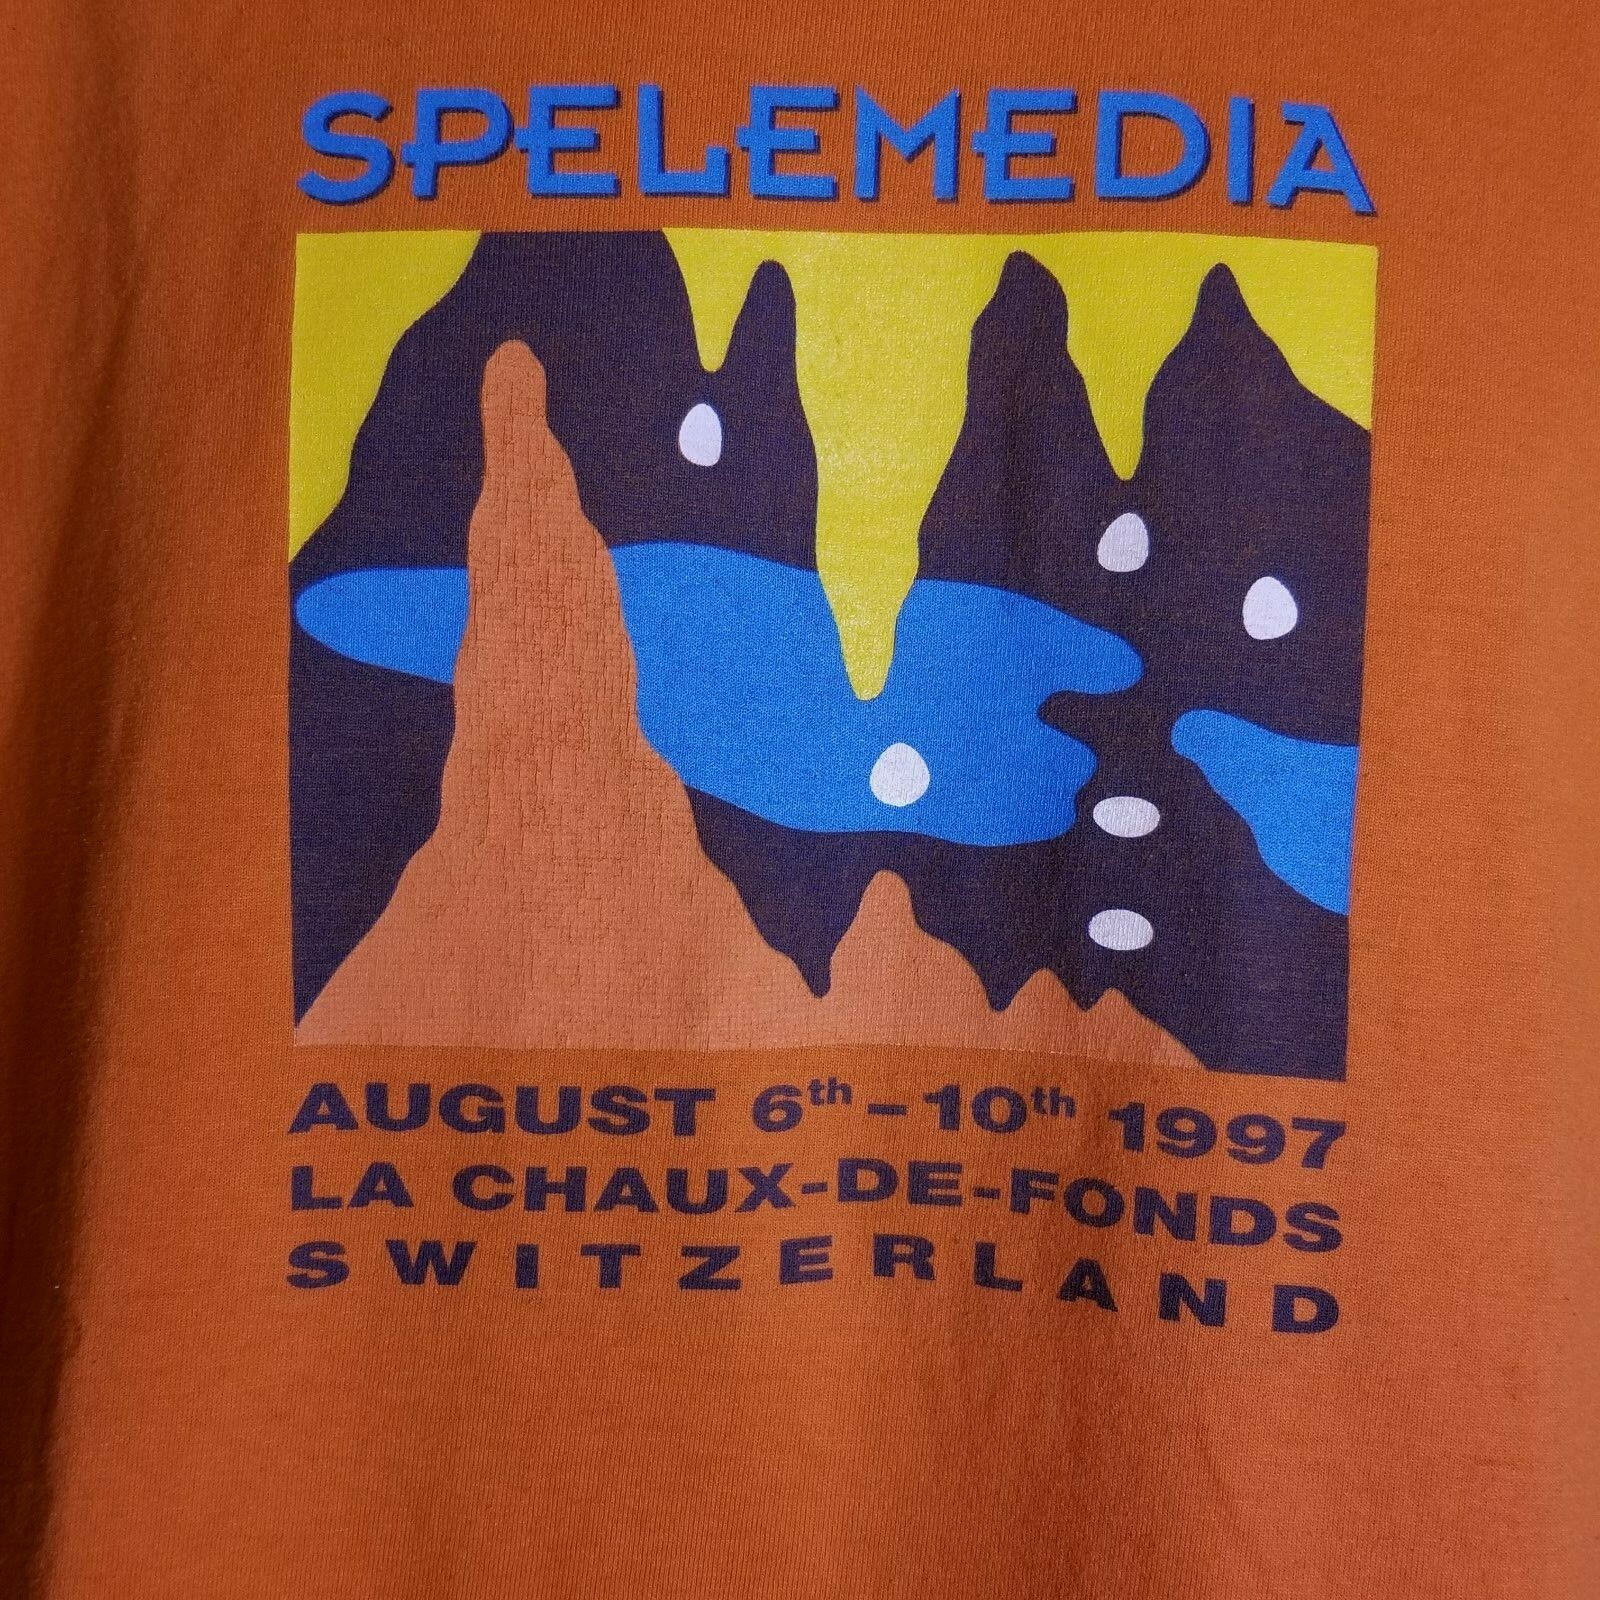 SPELEMEDIA
AUGUST 6th – 10th 1997
LA CHAUX-DE-FONDS
SWITZERLAND